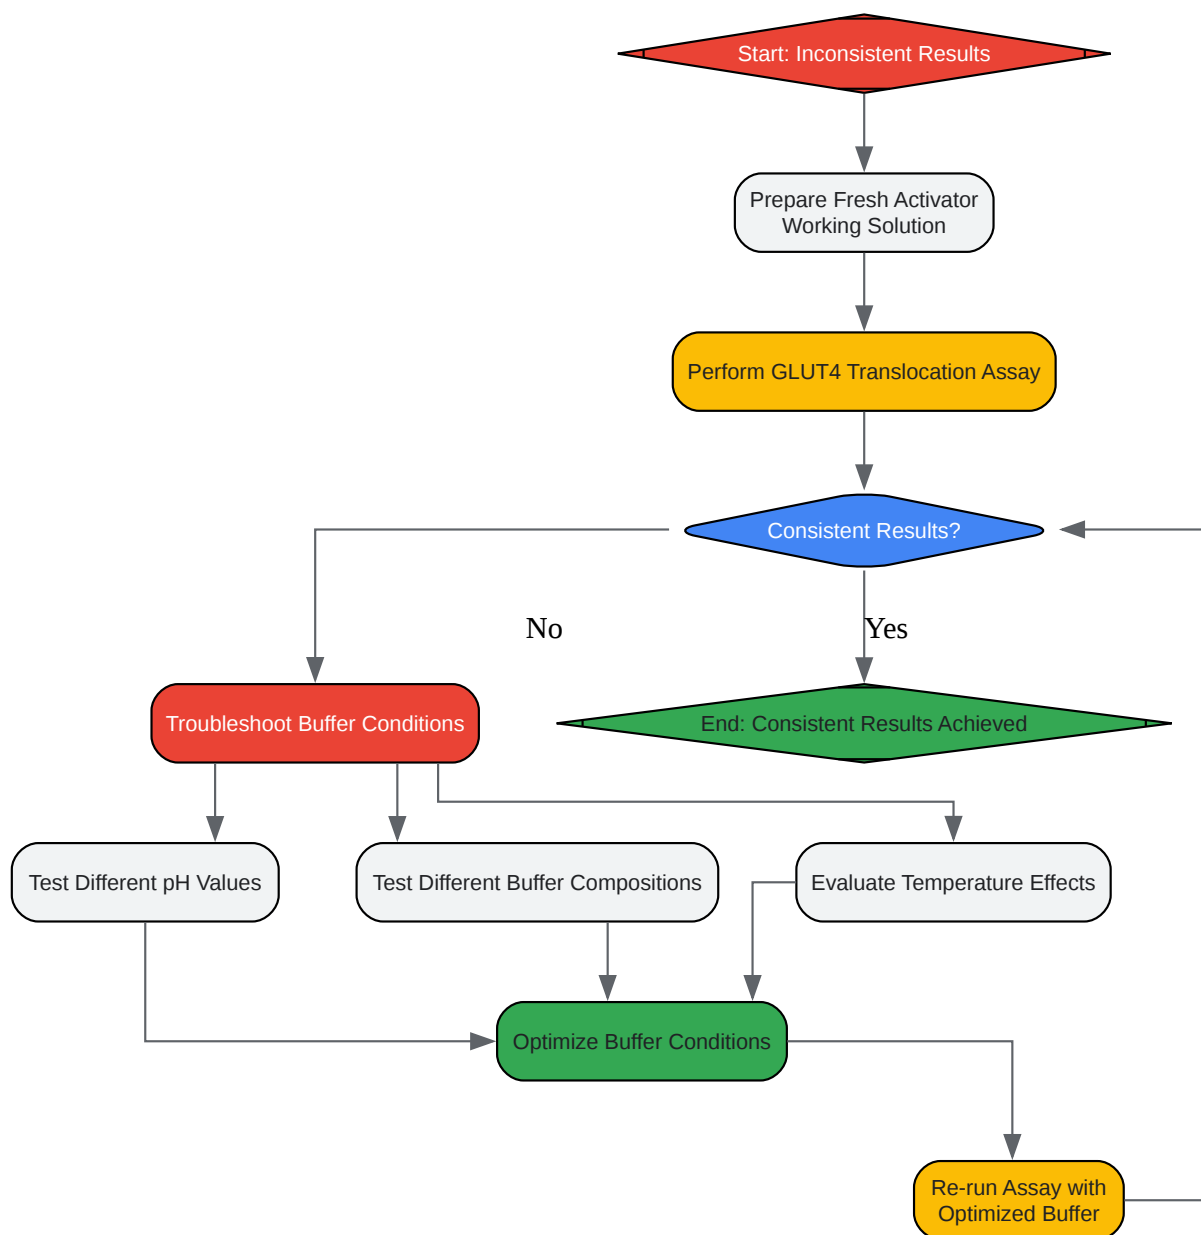 Start: Inconsistent Results
Prepare Fresh Activator
Working Solution
Perform GLUT4 Translocation Assay
Consistent Results?
No
Yes
Troubleshoot Buffer Conditions
End: Consistent Results Achieved
Test Different pH Values
Test Different Buffer Compositions
Evaluate Temperature Effects
Optimize Buffer Conditions
Re-run Assay with
Optimized Buffer